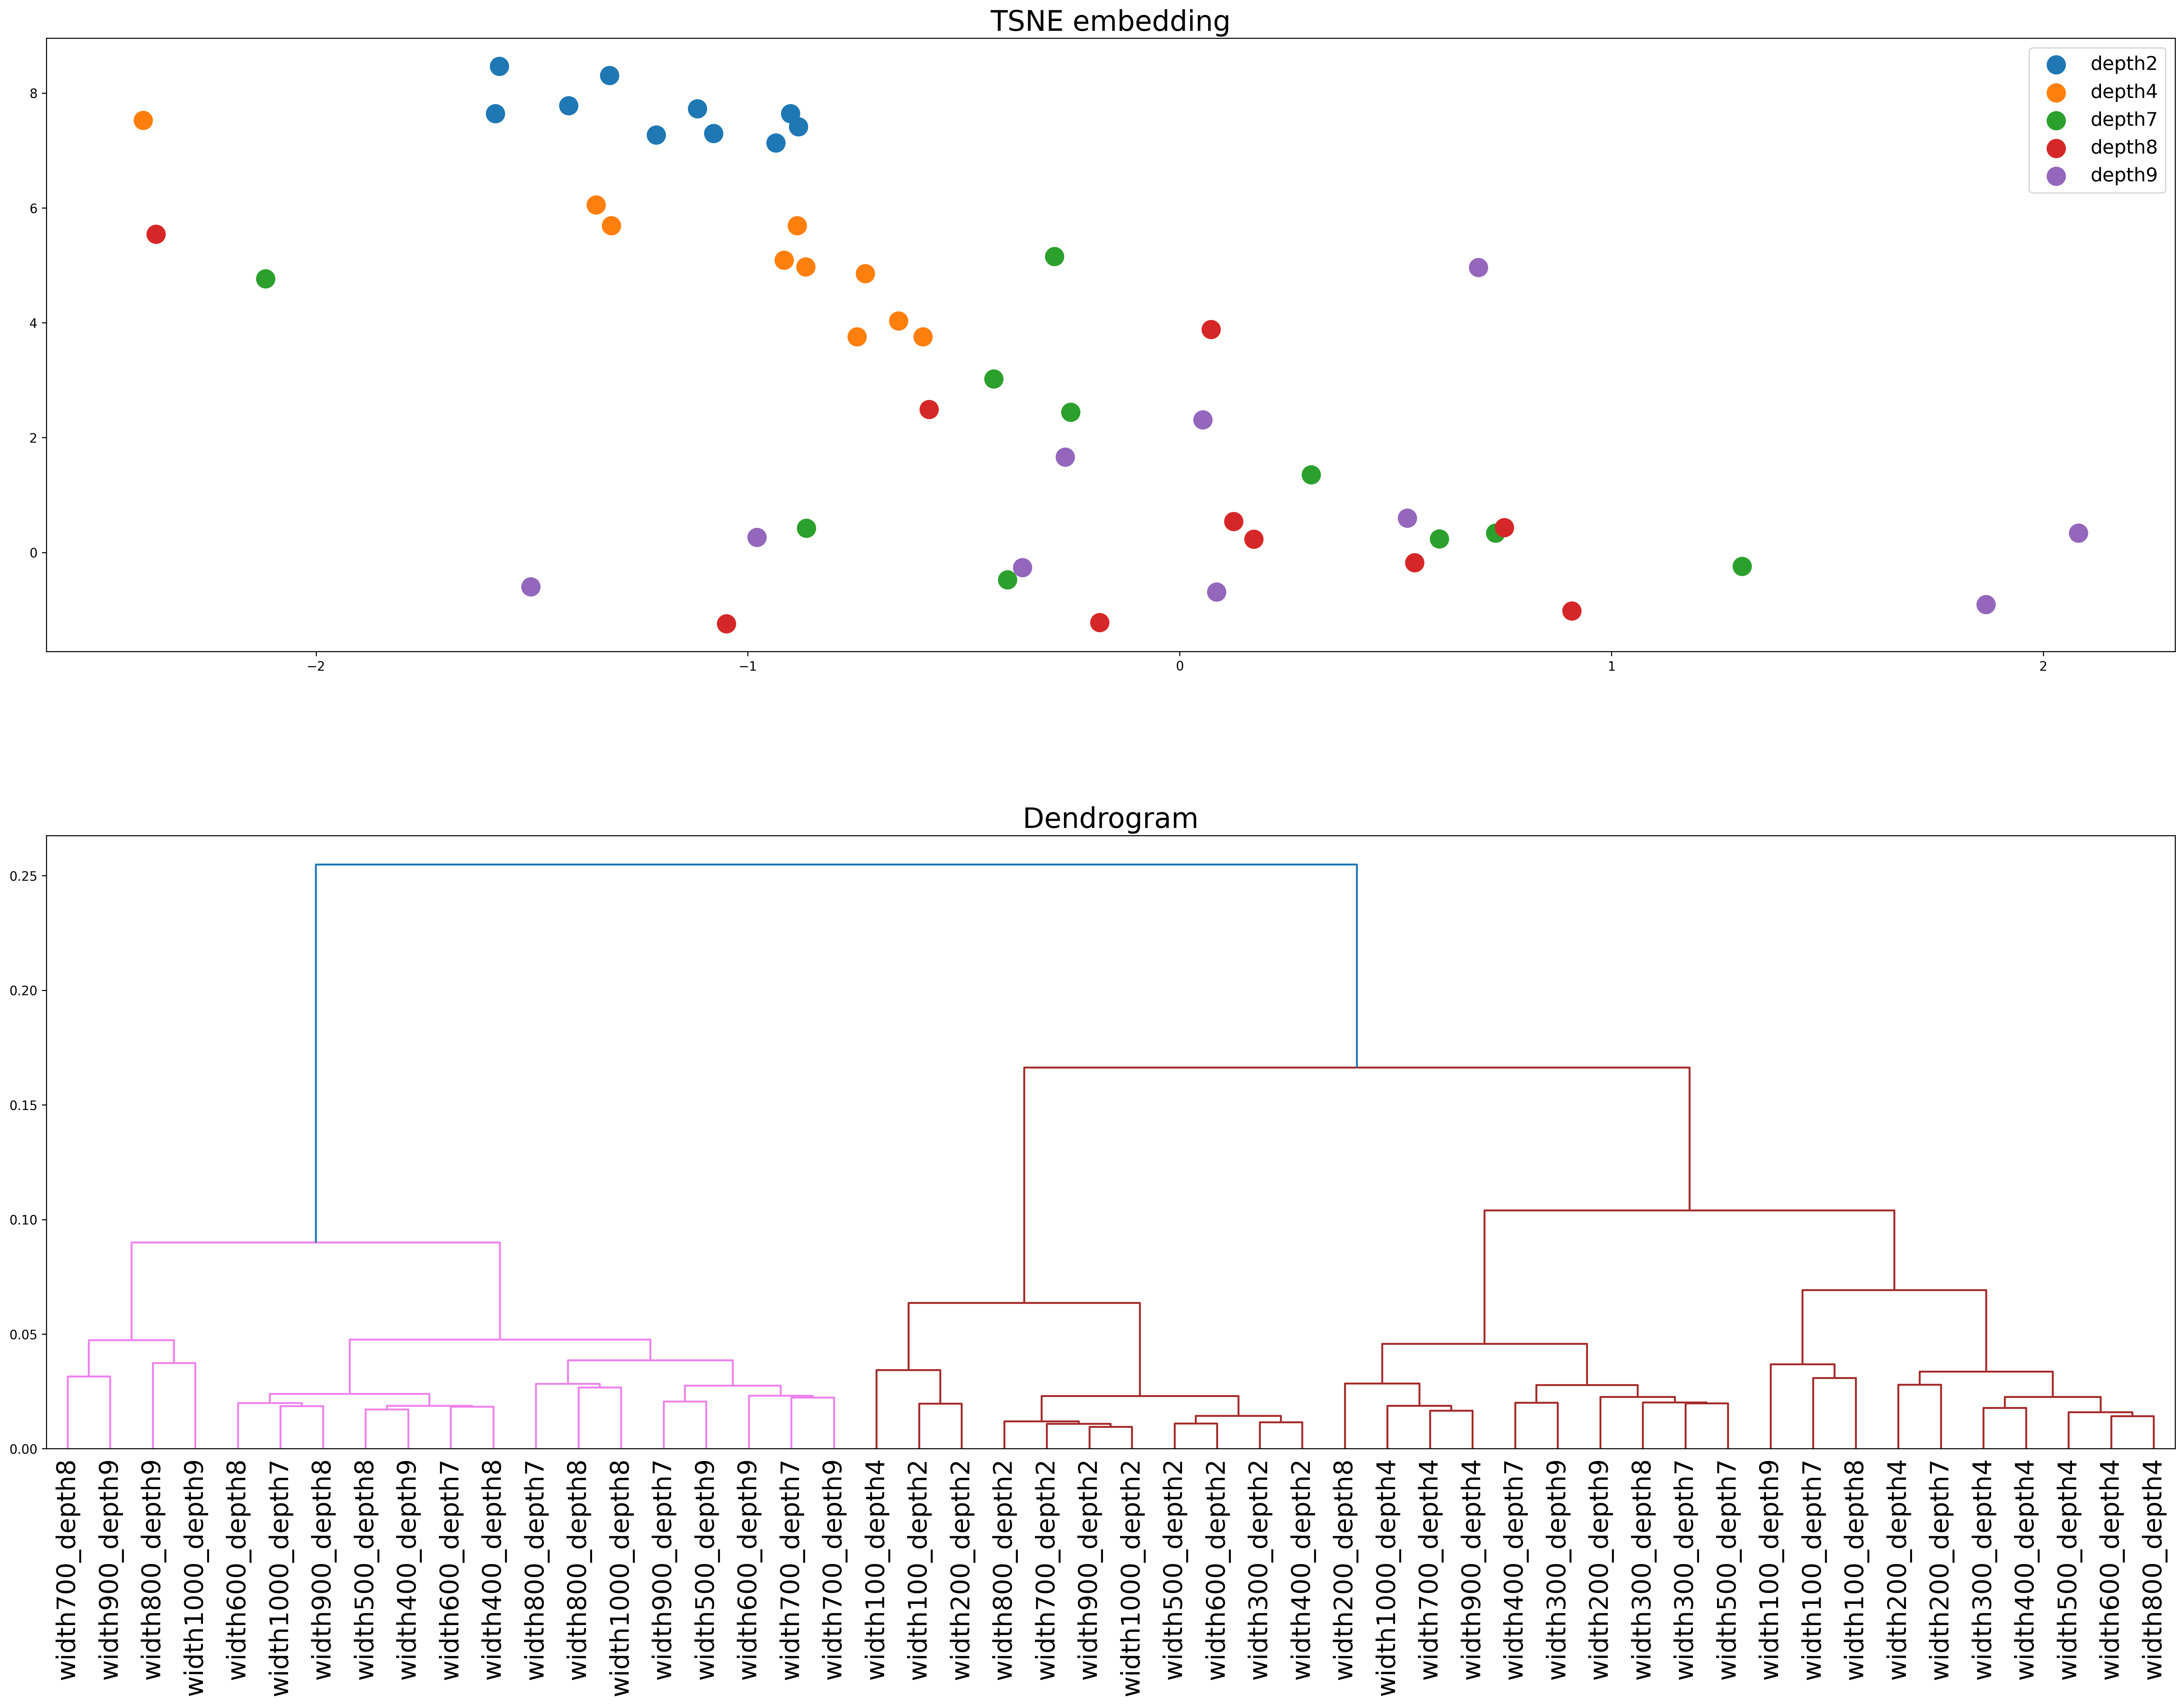 TSNE embedding
8
6
4
2
0
depth2
depth4
depth7
depth8
depth9
−2
−1
0
1
2
Dendrogram
0.25
0.20
0.15
0.10
0.05
0.00
width700_depth8
width900_depth9
width800_depth9
width1000_depth9
width600_depth8
width1000_depth7
width900_depth8
width500_depth8
width400_depth9
width600_depth7
width400_depth8
width800_depth7
width800_depth8
width1000_depth8
width900_depth7
width500_depth9
width600_depth9
width700_depth7
width700_depth9
width100_depth4
width100_depth2
width200_depth2
width800_depth2
width700_depth2
width900_depth2
width1000_depth2
width500_depth2
width600_depth2
width300_depth2
width400_depth2
width200_depth8
width1000_depth4
width700_depth4
width900_depth4
width400_depth7
width300_depth9
width200_depth9
width300_depth8
width300_depth7
width500_depth7
width100_depth9
width100_depth7
width100_depth8
width200_depth4
width200_depth7
width300_depth4
width400_depth4
width500_depth4
width600_depth4
width800_depth4